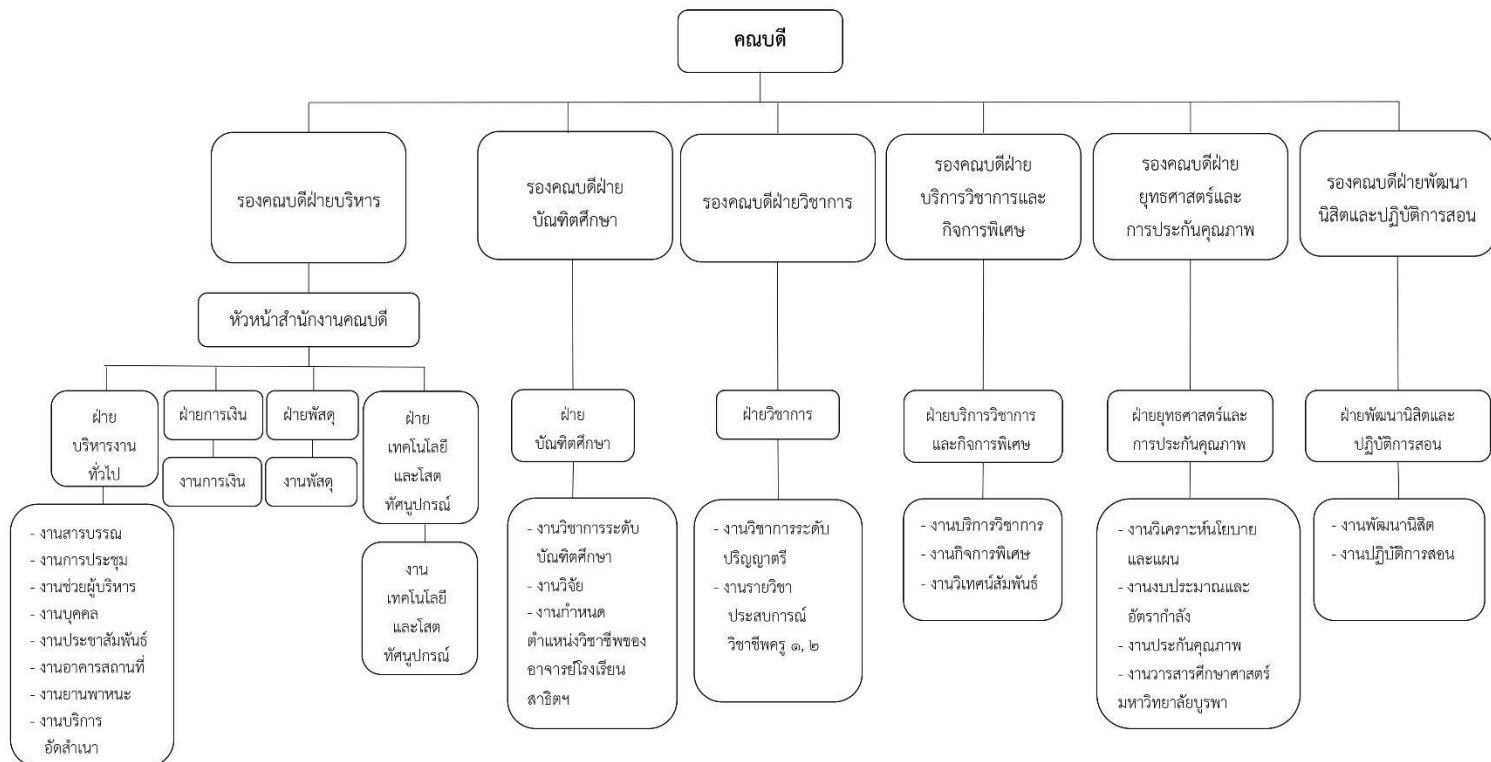 คณบดี
รองคณบดีฝ่ายบริหาร
รองคณบดีฝ่าย
บัณฑิตศึกษา
รองคณบดีฝ่ายวิชาการ
รองคณบดีฝ่าย
บริการวิชาการและ
กิจการพิเศษ
รองคณบดีฝ่าย
ยุทธศาสตร์และ
การประกันคุณภาพ
รองคณบดีฝ่ายพัฒนา
นิสิตและปฏิบัติการสอน
หัวหน้าสำนักงานคณบดี
ฝ่าย
บริหารงาน
ทั่วไป
ฝ่ายการเงิน
ฝ่ายพัสดุ
ฝ่าย
เทคโนโลยี
และโสต
ทัศนูปกรณ์
ฝ่าย
บัณฑิตศึกษา
ฝ่ายวิชาการ
ฝ่ายบริการวิชาการ
และกิจการพิเศษ
ฝ่ายยุทธศาสตร์และ
การประกันคุณภาพ
ฝ่ายพัฒนานิสิตและ
ปฏิบัติการสอน
- งานสารบรรณ
- งานการประชุม
- งานช่วยผู้บริหาร
- งานบุคคล
- งานประชาสัมพันธ์
- งานอาคารสถานที่
- งานยานพาหนะ
- งานบริการ
อัดสำเนา
งานการเงิน
งานพัสดุ
งาน
เทคโนโลยี
และโสต
ทัศนูปกรณ์
- งานวิชาการระดับ
บัณฑิตศึกษา
- งานวิจัย
- งานกำหนด
ตำแหน่งวิชาชีพของ
อาจารย์โรงเรียน
สาธิตฯ
- งานวิชาการระดับ
ปริญญาตรี
- งานรายวิชา
ประสบการณ์
วิชาชีพครู ๑, ๒
- งานบริการวิชาการ
- งานกิจการพิเศษ
- งานวิเทศน์สัมพันธ์
- งานวิเคราะห์นโยบาย
และแผน
- งานงบประมาณและ
อัตรากำลัง
- งานประกันคุณภาพ
- งานวารสารศึกษาศาสตร์
มหาวิทยาลัยบูรพา
- งานพัฒนานิสิต
- งานปฏิบัติการสอน